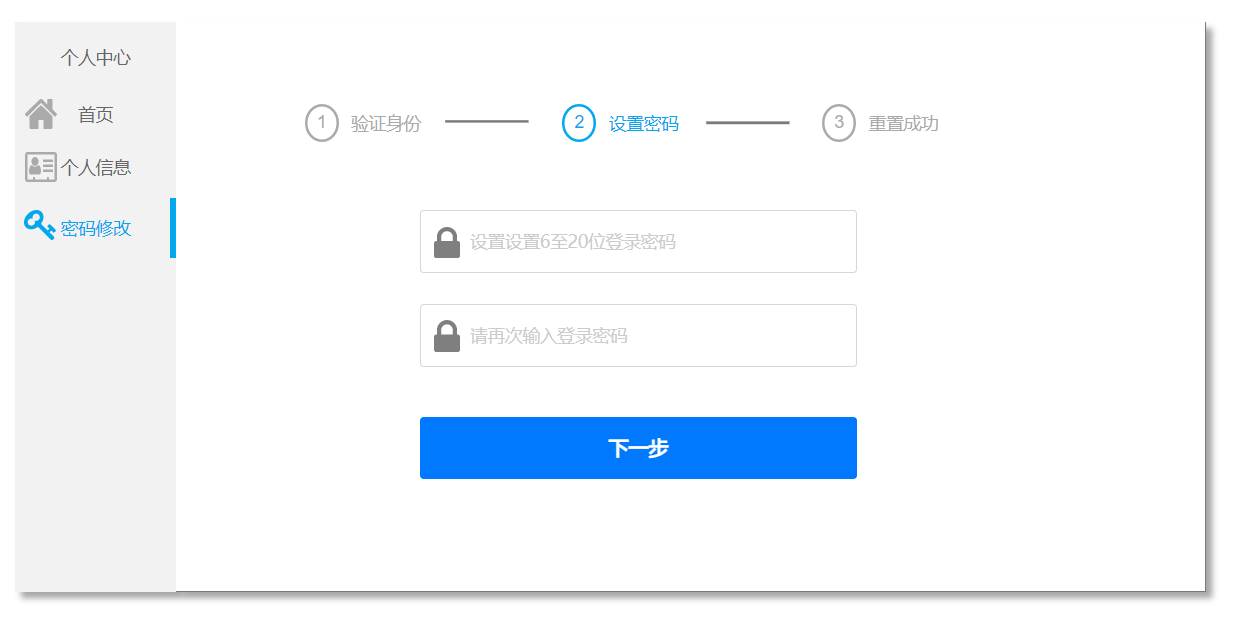 个人中心
首页
个人信息
密码修改
1 验证身份
2 设置密码
3 重置成功
设置设置6至20位登录密码
请再次输入登录密码
下一步